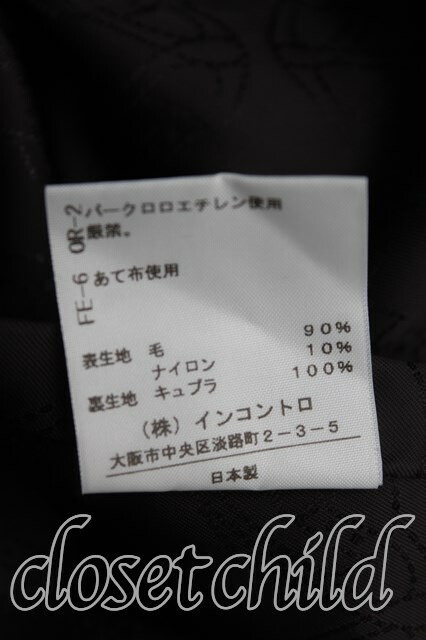 OR-2 パークロロエチレン使用
厳禁。
FE-6 あて布使用
表生地 毛 90%
ナイロン 10%
裏生地 キュプラ 100%
(株) インコントロ
大阪市中央区淡路町2-3-5
日本製
closetchild